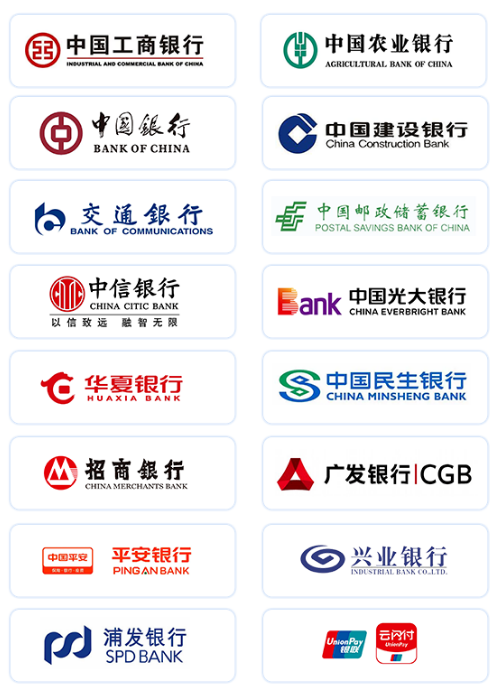 中国工商银行
INDUSTRIAL AND COMMERCIAL BANK OF CHINA
中国农业银行
AGRICULTURAL BANK OF CHINA
中國銀行
BANK OF CHINA
中国建设银行
China Construction Bank
交通銀行
BANK OF COMMUNICATIONS
中国邮政储蓄银行
POSTAL SAVINGS BANK OF CHINA
中信银行
CHINA CITIC BANK
以信致远 融智无限
Bank 中国光大银行
CHINA EVERBRIGHT BANK
华夏银行
HUAXIA BANK
中国民生银行
CHINA MINSHENG BANK
招商銀行
CHINA MERCHANTS BANK
广发银行|CGB
中国平安
平安银行
PING AN BANK
兴业银行
INDUSTRIAL BANK CO.,LTD.
浦发银行
SPD BANK
UnionPay
银联
云闪付
UnionPay